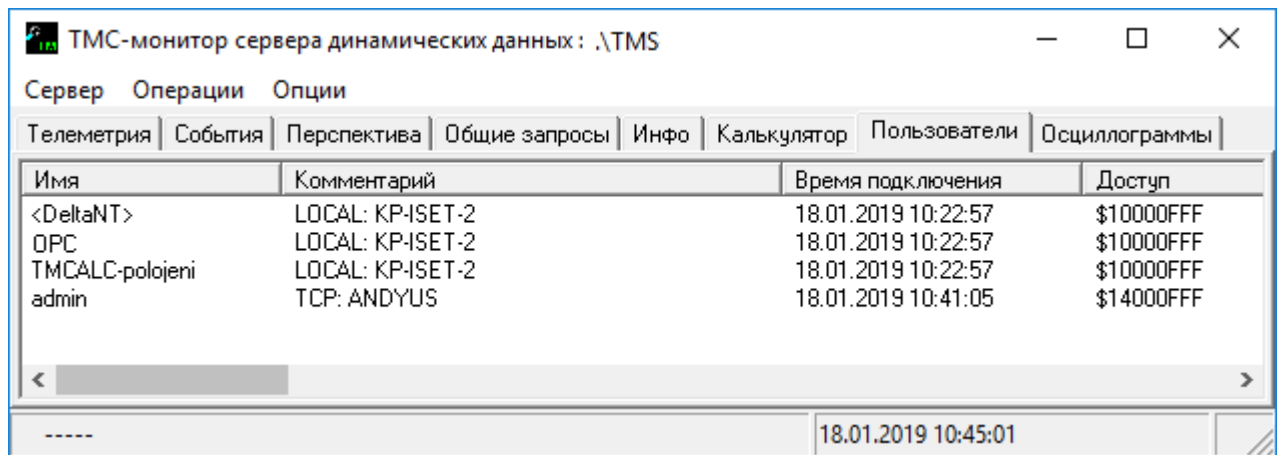 ТМС-монитор сервера динамических данных: .\TMS
Сервер Операции Опции
Телеметрия События Перспектива Общие запросы Инфо Калькулятор Пользователи Осциллограммы
Имя Комментарий Время подключения Доступ
<DeltaNT> LOCAL: KP-ISET-2 18.01.2019 10:22:57 $10000FFF
OPC LOCAL: KP-ISET-2 18.01.2019 10:22:57 $10000FFF
TMCALC-polojeni LOCAL: KP-ISET-2 18.01.2019 10:22:57 $10000FFF
admin TCP: ANDYUS 18.01.2019 10:41:05 $14000FFF
----- 18.01.2019 10:45:01